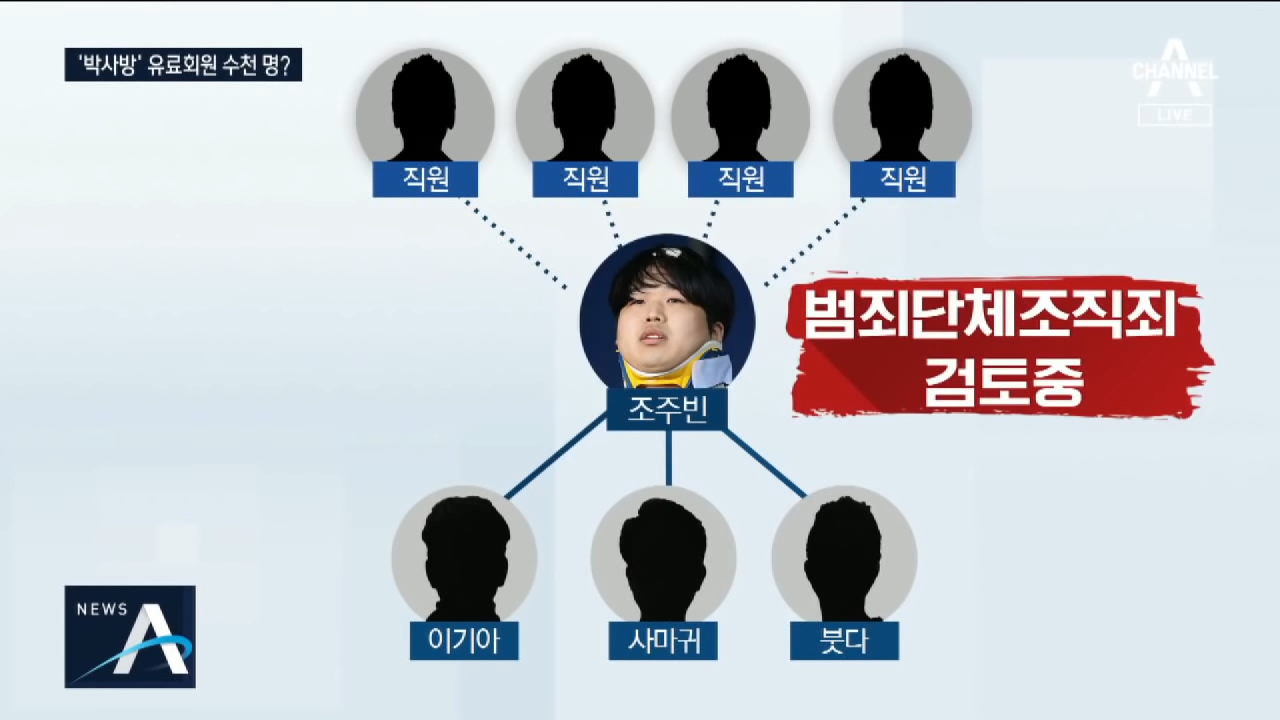 '박사방' 유료회원 수천 명?
CHANNEL
LIVE
직원
직원
직원
직원
범죄단체조직죄
검토중
조주빈
이기아
사마귀
붓다
NEWS
A